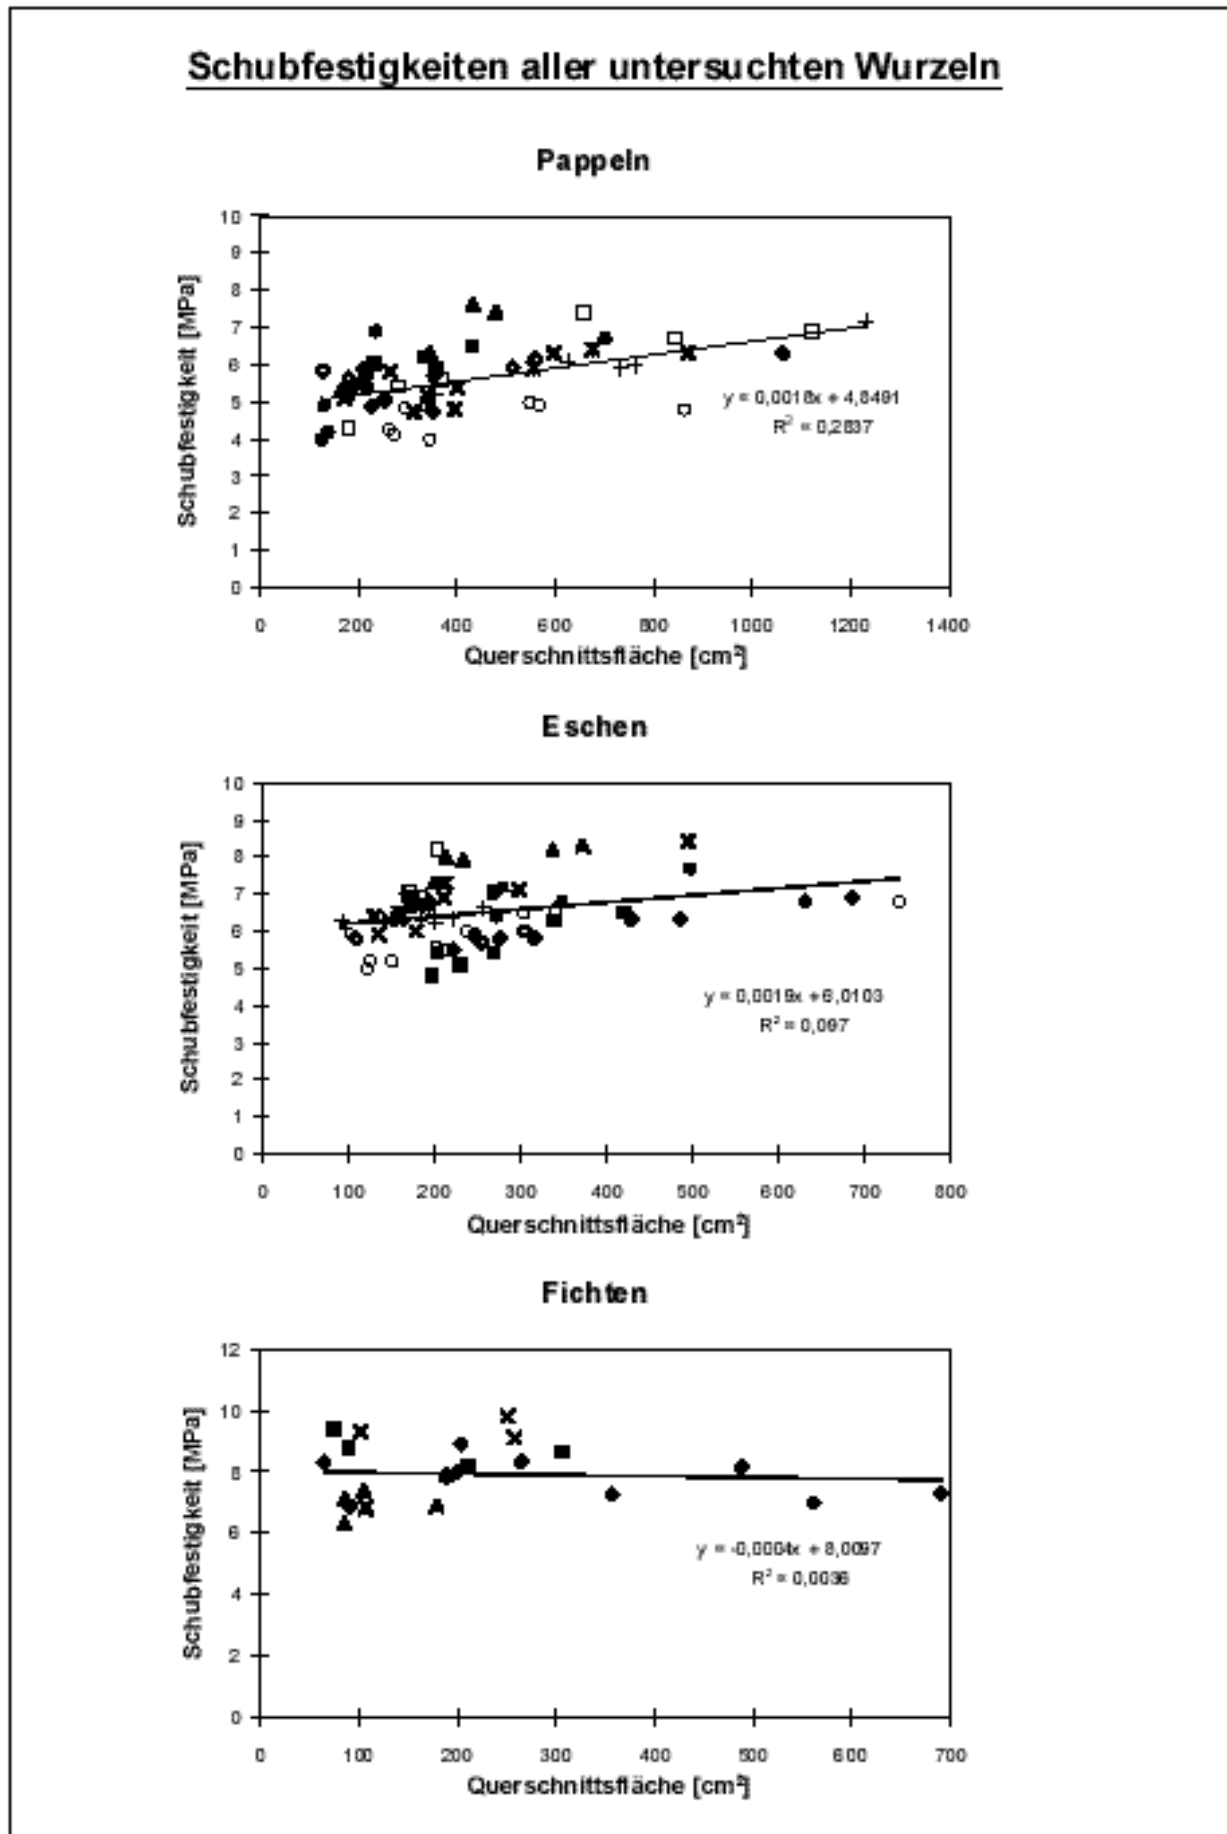 Schubfestigkeiten aller untersuchten Wurzeln
Pappeln
Schubfestigkeit [MPa]
10
9
8
7
6
5
4
3
2
1
0
y = 0,0018x + 4,8491
R² = 0,2837
0 200 400 600 800 1000 1200 1400
Querschnittsfläche [cm²]
Eschen
Schubfestigkeit [MPa]
10
9
8
7
6
5
4
3
2
1
0
y = 0,0019x + 6,0103
R² = 0,097
0 100 200 300 400 500 600 700 800
Querschnittsfläche [cm²]
Fichten
Schubfestigkeit [MPa]
12
10
8
6
4
2
0
y = -0,0004x + 8,0097
R² = 0,0036
0 100 200 300 400 500 600 700
Querschnittsfläche [cm²]